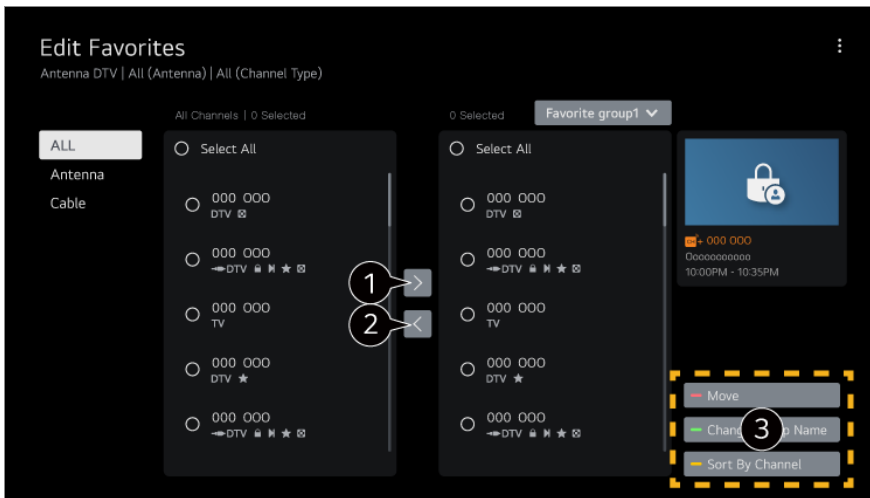 Edit Favorites
Antenna DTV | All (Antenna) | All (Channel Type)
All Channels | 0 Selected
0 Selected
Favorite group1
ALL
Antenna
Cable
Select All
000 000
DTV
000 000
DTV
000 000
TV
000 000
DTV
000 000
DTV
1
2
Select All
000 000
DTV
000 000
DTV
000 000
TV
000 000
DTV
000 000
DTV
CH+ 000 000
Oooooooooo
10:00PM - 10:35PM
Move
3
Name
Sort By Channel